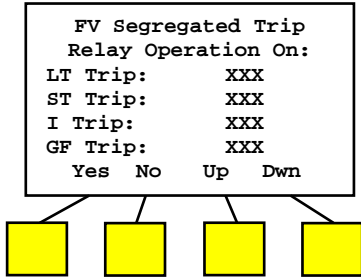 FV Segregated Trip
Relay Operation On:
LT Trip: XXX
ST Trip: XXX
I Trip: XXX
GF Trip: XXX
Yes No Up Dwn